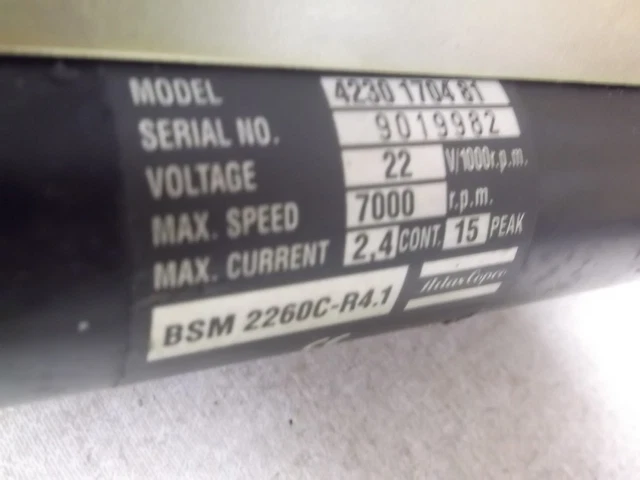 MODEL 4230 1704 81
SERIAL NO. 9019982
VOLTAGE 22 V/1000r.p.m.
MAX. SPEED 7000 r.p.m.
MAX. CURRENT 2,4 CONT. 15 PEAK
BSM 2260C-R4.1 Atlas Copco
CE